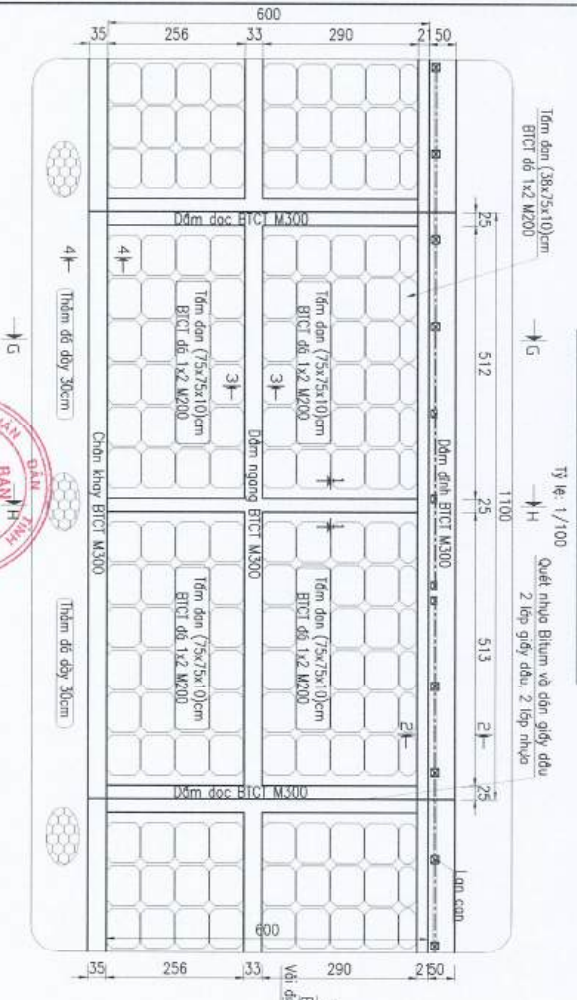 Tỷ lệ: 1/100
Tấm đan (38x75x10)cm
BTCT đá 1x2 M200
G
H
Quét nhựa Bitum và dán giấy dầu
2 lớp giấy dầu, 2 lớp nhựa
1100
25
512
25
513
25
Lan can
Dầm đỉnh BTCT M300
2
2
Tấm đan (75x75x10)cm
BTCT đá 1x2 M200
Tấm đan (75x75x10)cm
BTCT đá 1x2 M200
1
1
3
3
Dầm dọc BTCT M300
Dầm ngang BTCT M300
Dầm dọc BTCT M300
Tấm đan (75x75x10)cm
BTCT đá 1x2 M200
Tấm đan (75x75x10)cm
BTCT đá 1x2 M200
4
4
Chân khay BTCT M300
Thảm đá dày 30cm
Thảm đá dày 30cm
G
H
600
35
256
33
290
21
50
600
35
256
33
290
21
50
DÂN
TỈNH
BAN